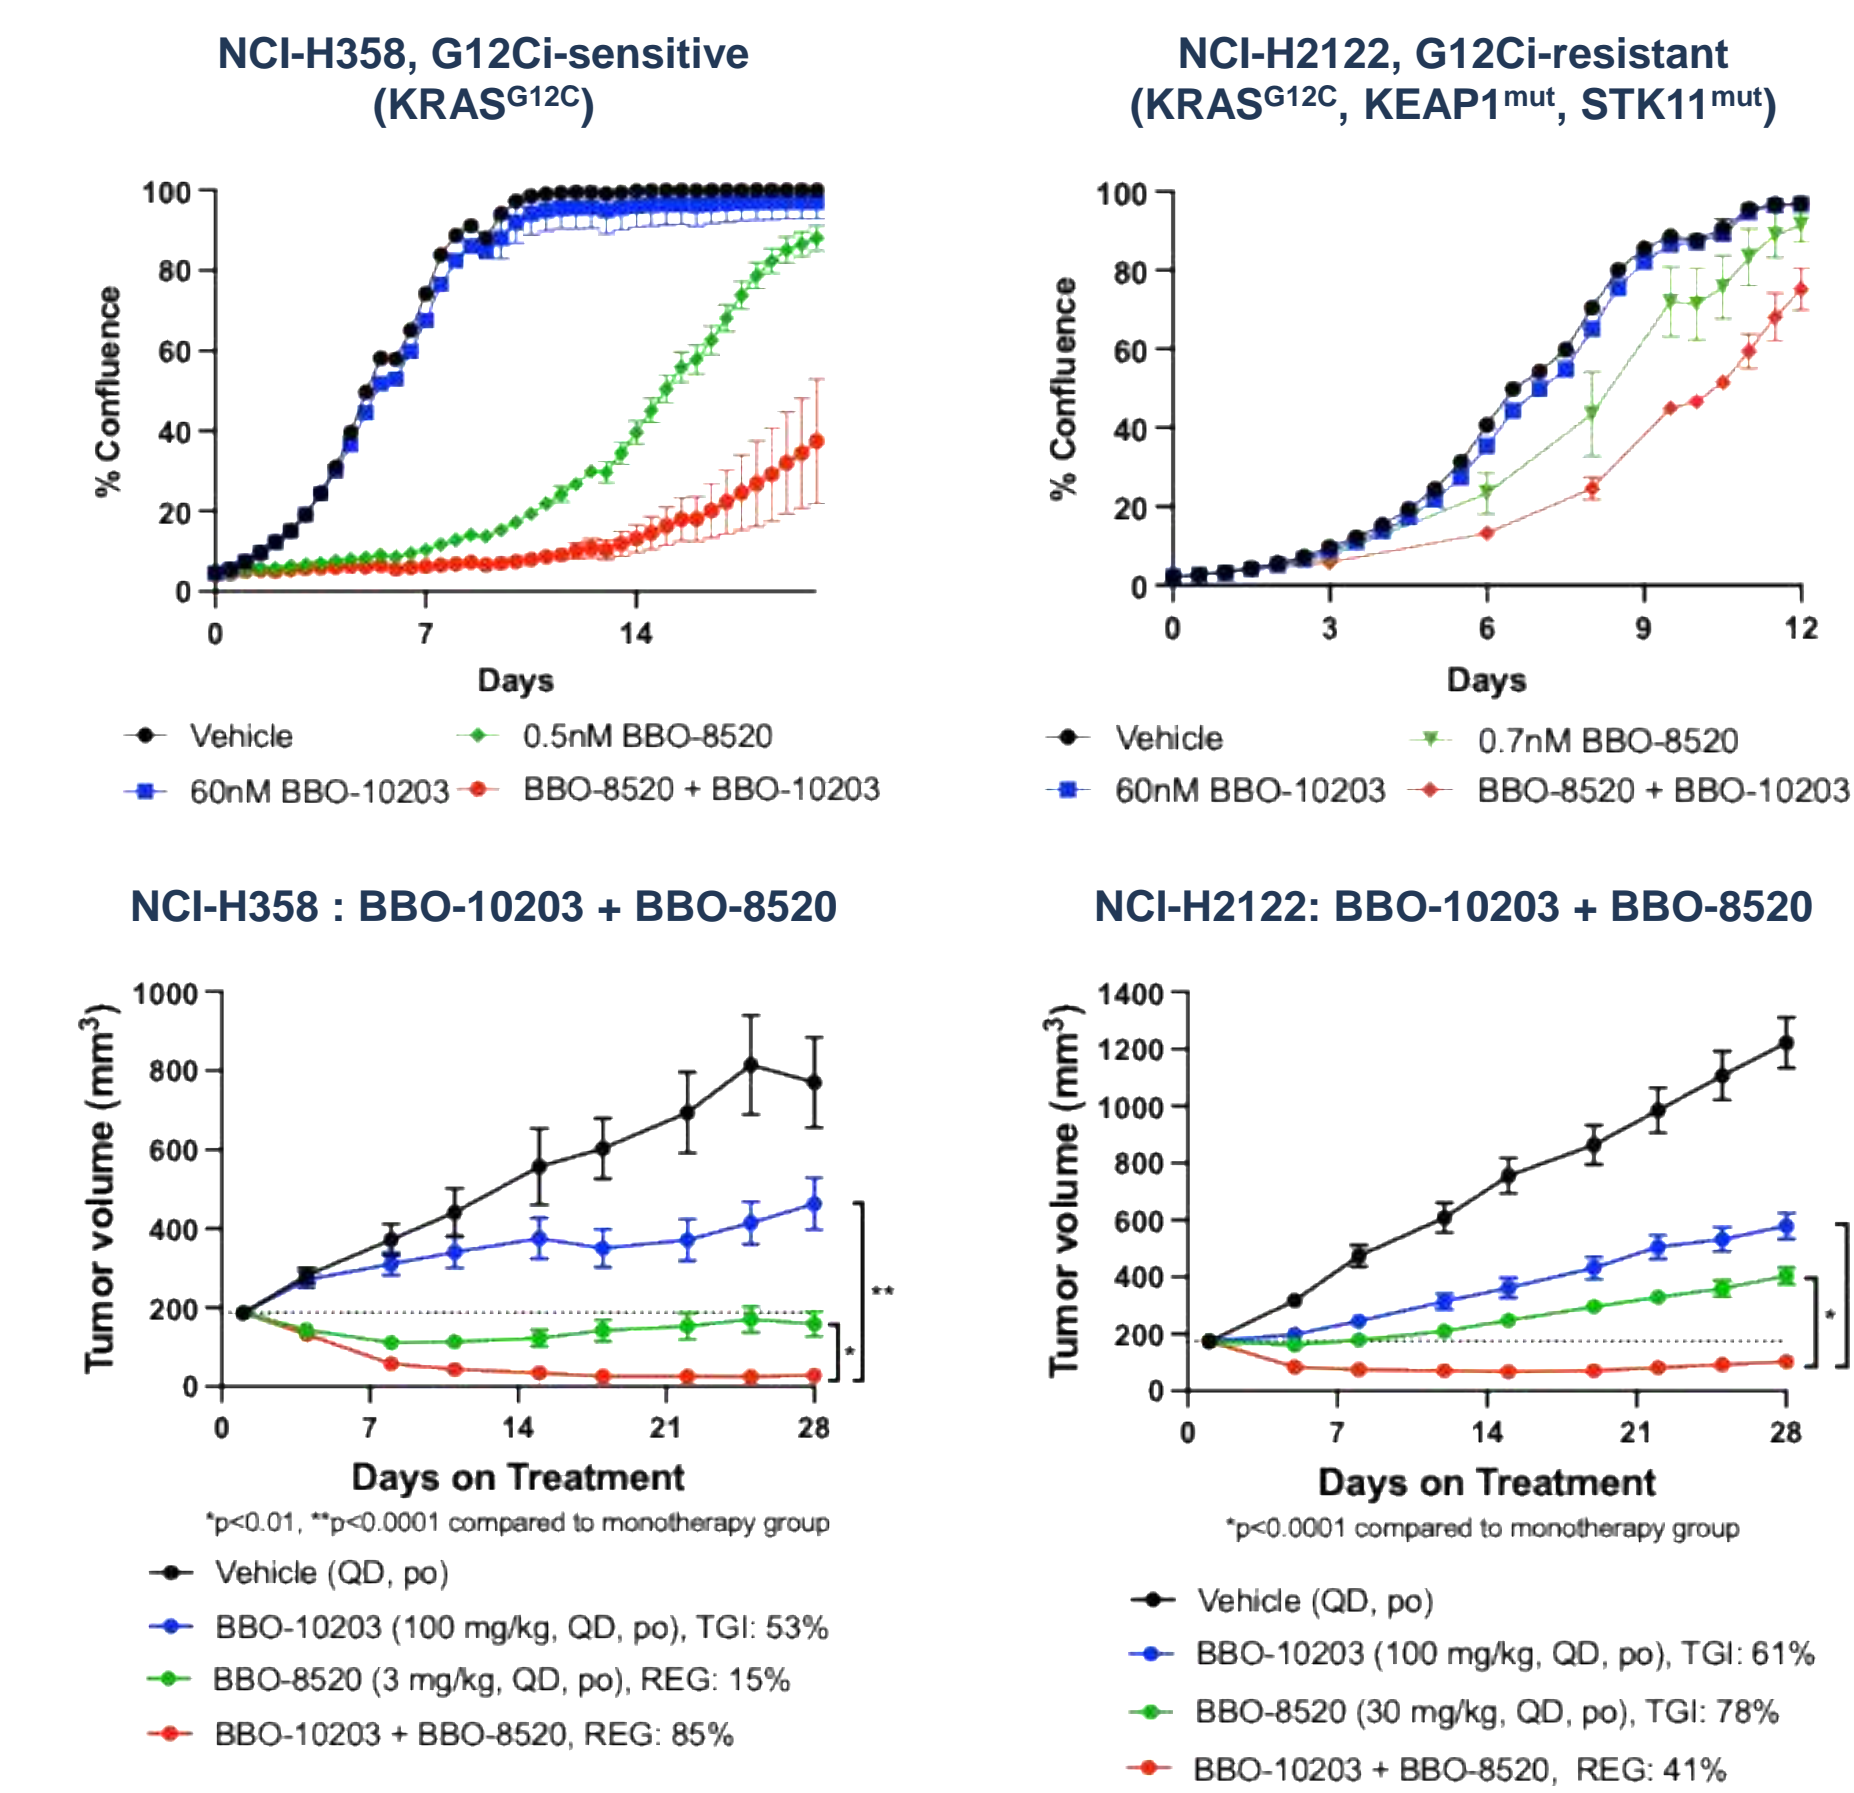 NCI-H358, G12Ci-sensitive
(KRASG12C)
100
80
60
40
20
0
% Confluence
0 7 14
Days
Vehicle
0.5nM BBO-8520
60nM BBO-10203
BBO-8520 + BBO-10203
NCI-H2122, G12Ci-resistant
(KRASG12C, KEAP1mut, STK11mut)
100
80
60
40
20
0
% Confluence
0 3 6 9 12
Days
Vehicle
0.7nM BBO-8520
60nM BBO-10203
BBO-8520 + BBO-10203
NCI-H358 : BBO-10203 + BBO-8520
1000
800
600
400
200
0
Tumor volume (mm3)
**
*
0 7 14 21 28
Days on Treatment
*p<0.01, **p<0.0001 compared to monotherapy group
Vehicle (QD, po)
BBO-10203 (100 mg/kg, QD, po), TGI: 53%
BBO-8520 (3 mg/kg, QD, po), REG: 15%
BBO-10203 + BBO-8520, REG: 85%
NCI-H2122: BBO-10203 + BBO-8520
1400
1200
1000
800
600
400
200
0
Tumor volume (mm3)
*
0 7 14 21 28
Days on Treatment
*p<0.0001 compared to monotherapy group
Vehicle (QD, po)
BBO-10203 (100 mg/kg, QD, po), TGI: 61%
BBO-8520 (30 mg/kg, QD, po), TGI: 78%
BBO-10203 + BBO-8520, REG: 41%